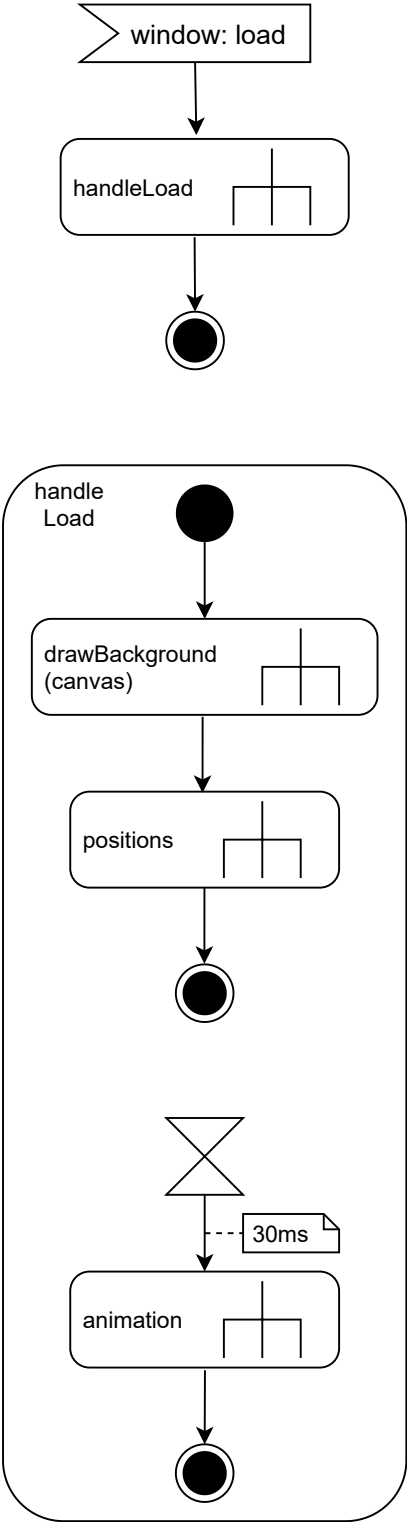 window: load
handleLoad
handle
Load
drawBackground
(canvas)
positions
30ms
animation